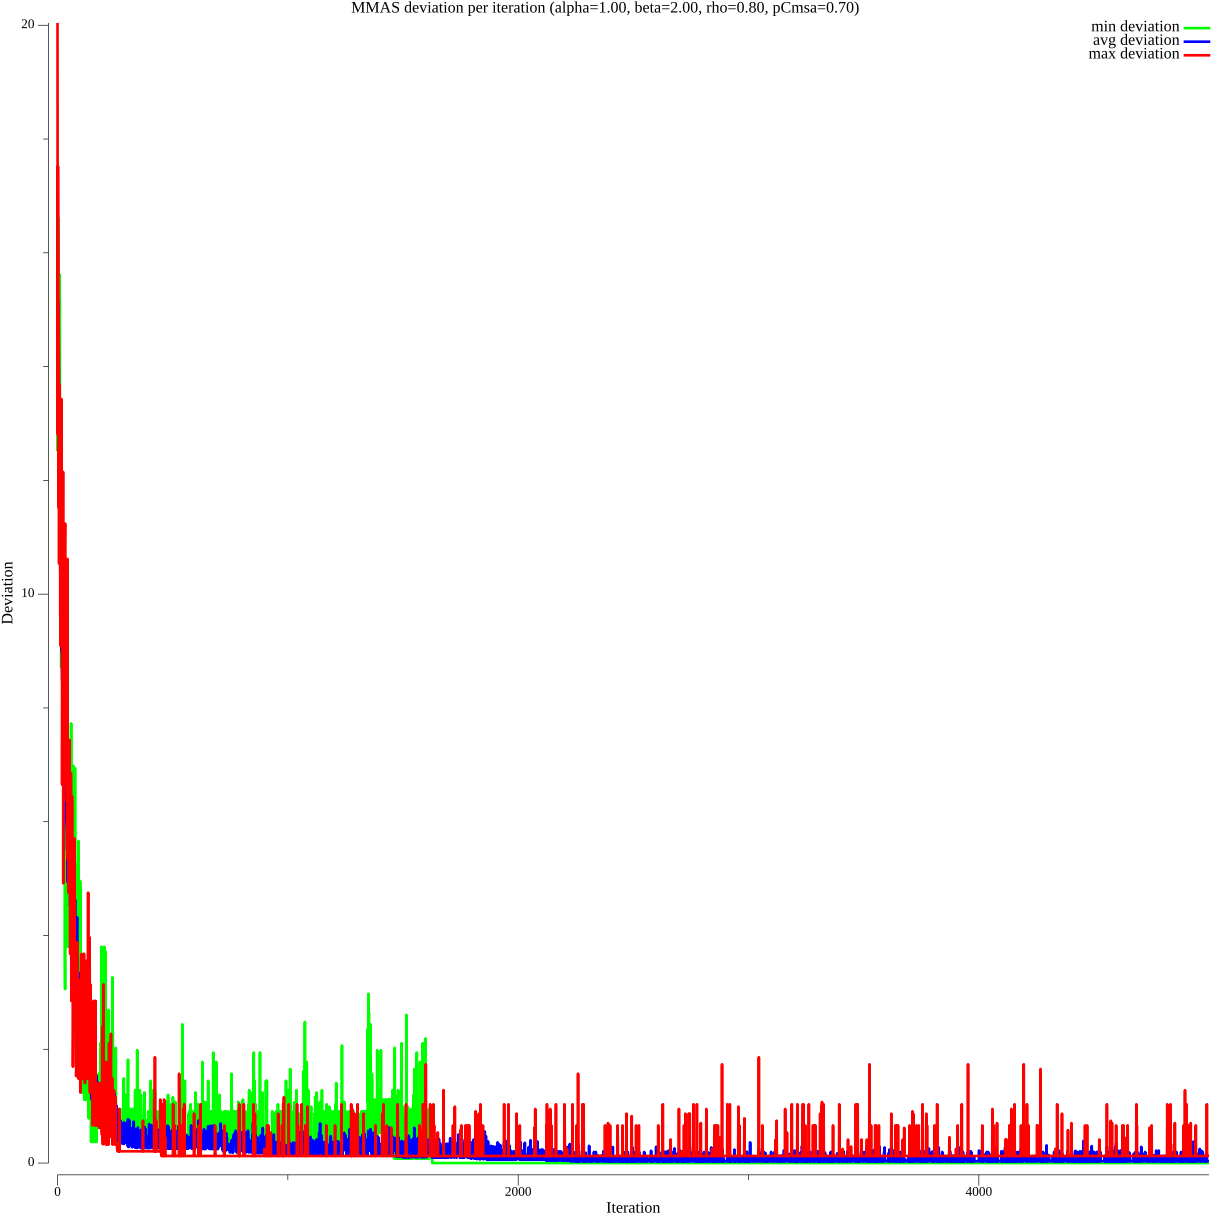 MMAS deviation per iteration (alpha=1.00, beta=2.00, rho=0.80, pCmsa=0.70)
min deviation
avg deviation
max deviation
20
10
0
Deviation
0
2000
4000
Iteration